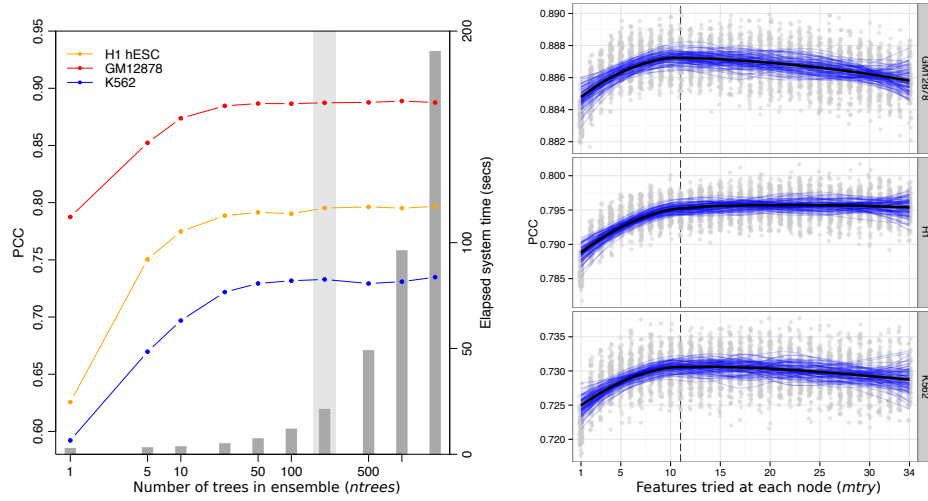 H1 hESC
GM12878
K562
PCC
0.95
0.90
0.85
0.80
0.75
0.70
0.65
0.60
200
100
50
0
Elapsed system time (secs)
1 5 10 50 100 500
Number of trees in ensemble (ntrees)
0.890
0.888
0.886
0.884
0.882
PCC
GM12878
0.800
0.795
0.790
0.785
PCC
H1
0.735
0.730
0.725
0.720
PCC
K562
1 5 10 15 20 25 30 34
Features tried at each node (mtry)